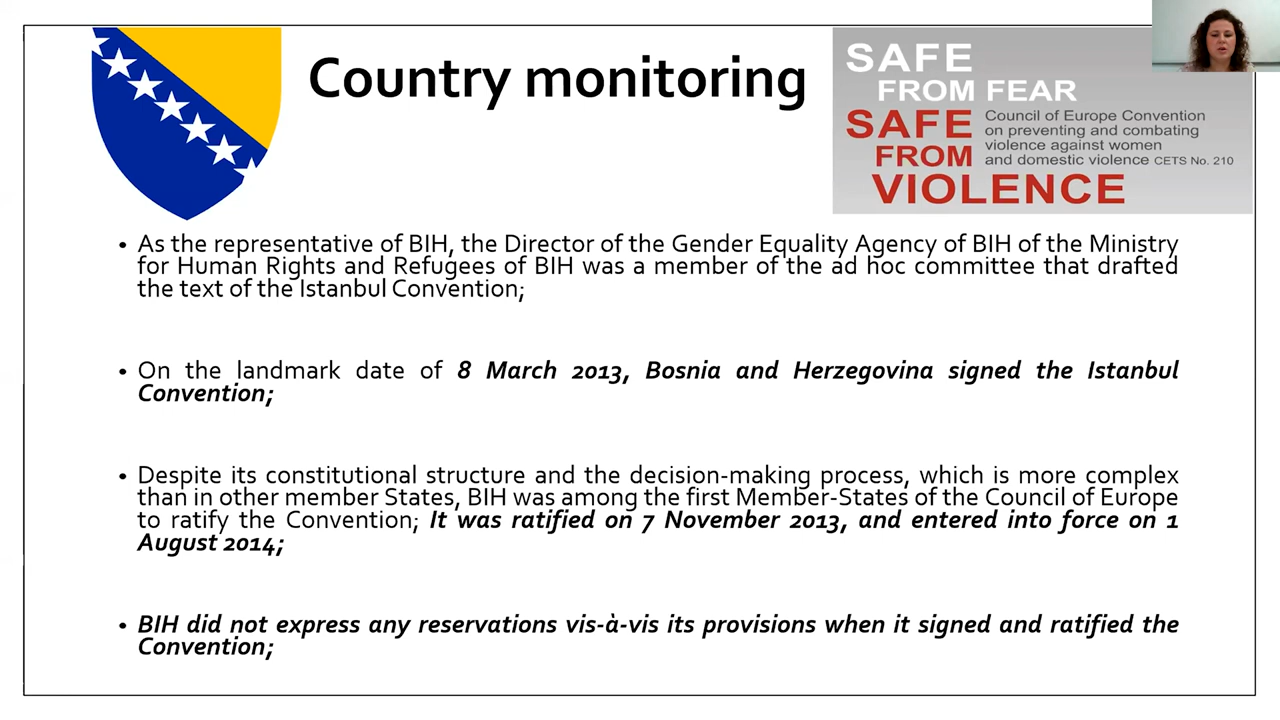 Country monitoring
SAFE
FROM FEAR
SAFE
FROM
VIOLENCE
Council of Europe Convention
on preventing and combating
violence against women
and domestic violence CETS No. 210
• As the representative of BIH, the Director of the Gender Equality Agency of BIH of the Ministry
for Human Rights and Refugees of BIH was a member of the ad hoc committee that drafted
the text of the Istanbul Convention;
• On the landmark date of 8 March 2013, Bosnia and Herzegovina signed the Istanbul
Convention;
• Despite its constitutional structure and the decision-making process, which is more complex
than in other member States, BIH was among the first Member-States of the Council of Europe
to ratify the Convention; It was ratified on 7 November 2013, and entered into force on 1
August 2014;
• BIH did not express any reservations vis-à-vis its provisions when it signed and ratified the
Convention;